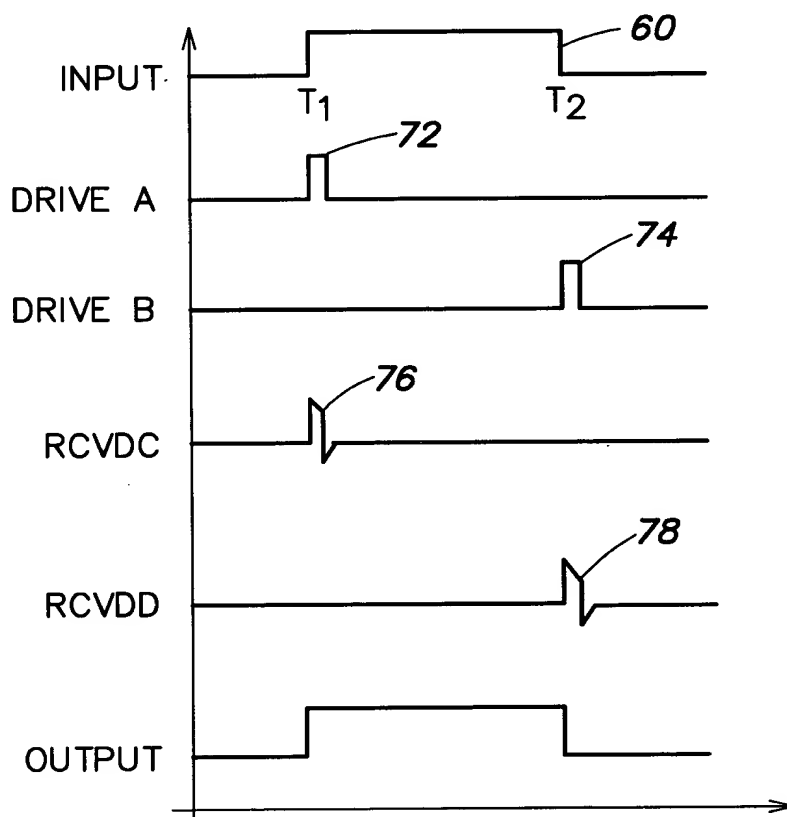 60
INPUT
T1
T2
72
DRIVE A
74
DRIVE B
76
RCVDC
78
RCVDD
OUTPUT